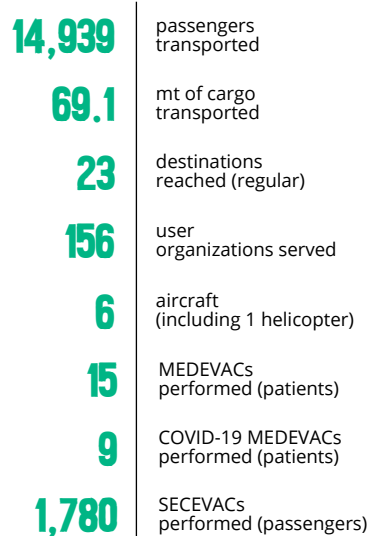 14,939 passengers
transported
69.1 mt of cargo
transported
23 destinations
reached (regular)
156 user
organizations served
6 aircraft
(including 1 helicopter)
15 MEDEVACs
performed (patients)
9 COVID-19 MEDEVACs
performed (patients)
1,780 SECEVACs
performed (passengers)